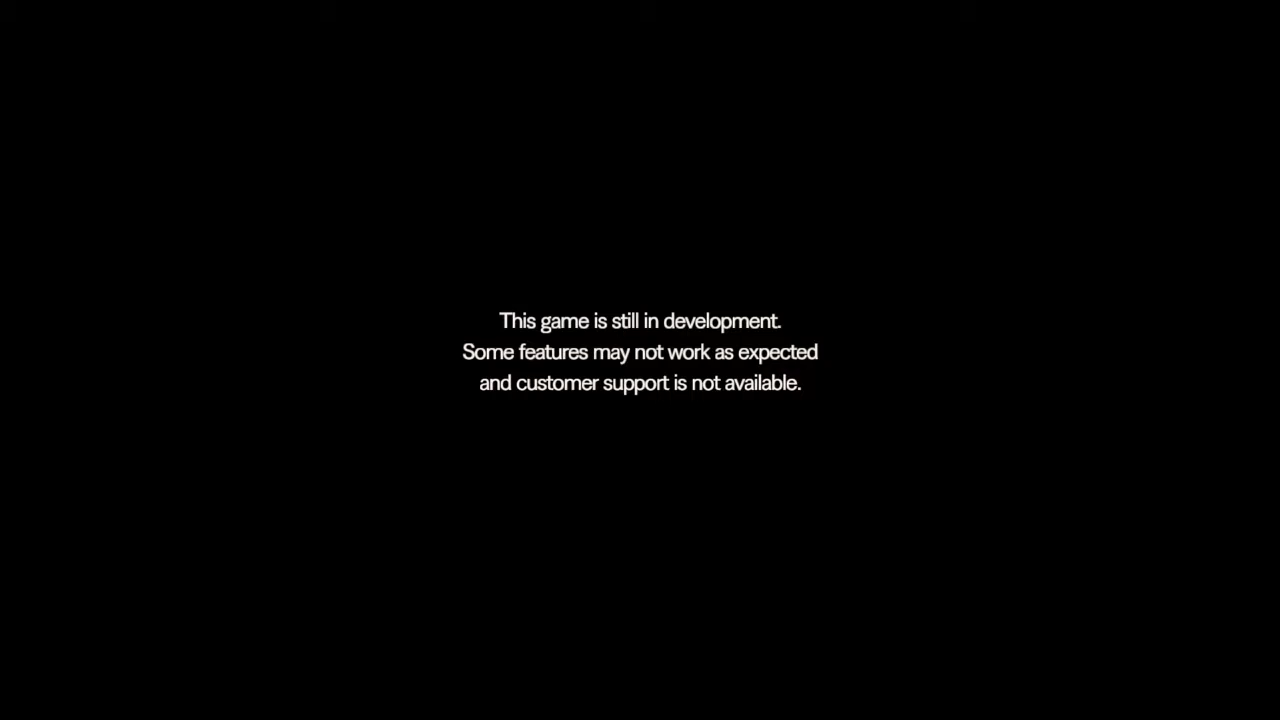 This game is still in development.
Some features may not work as expected
and customer support is not available.